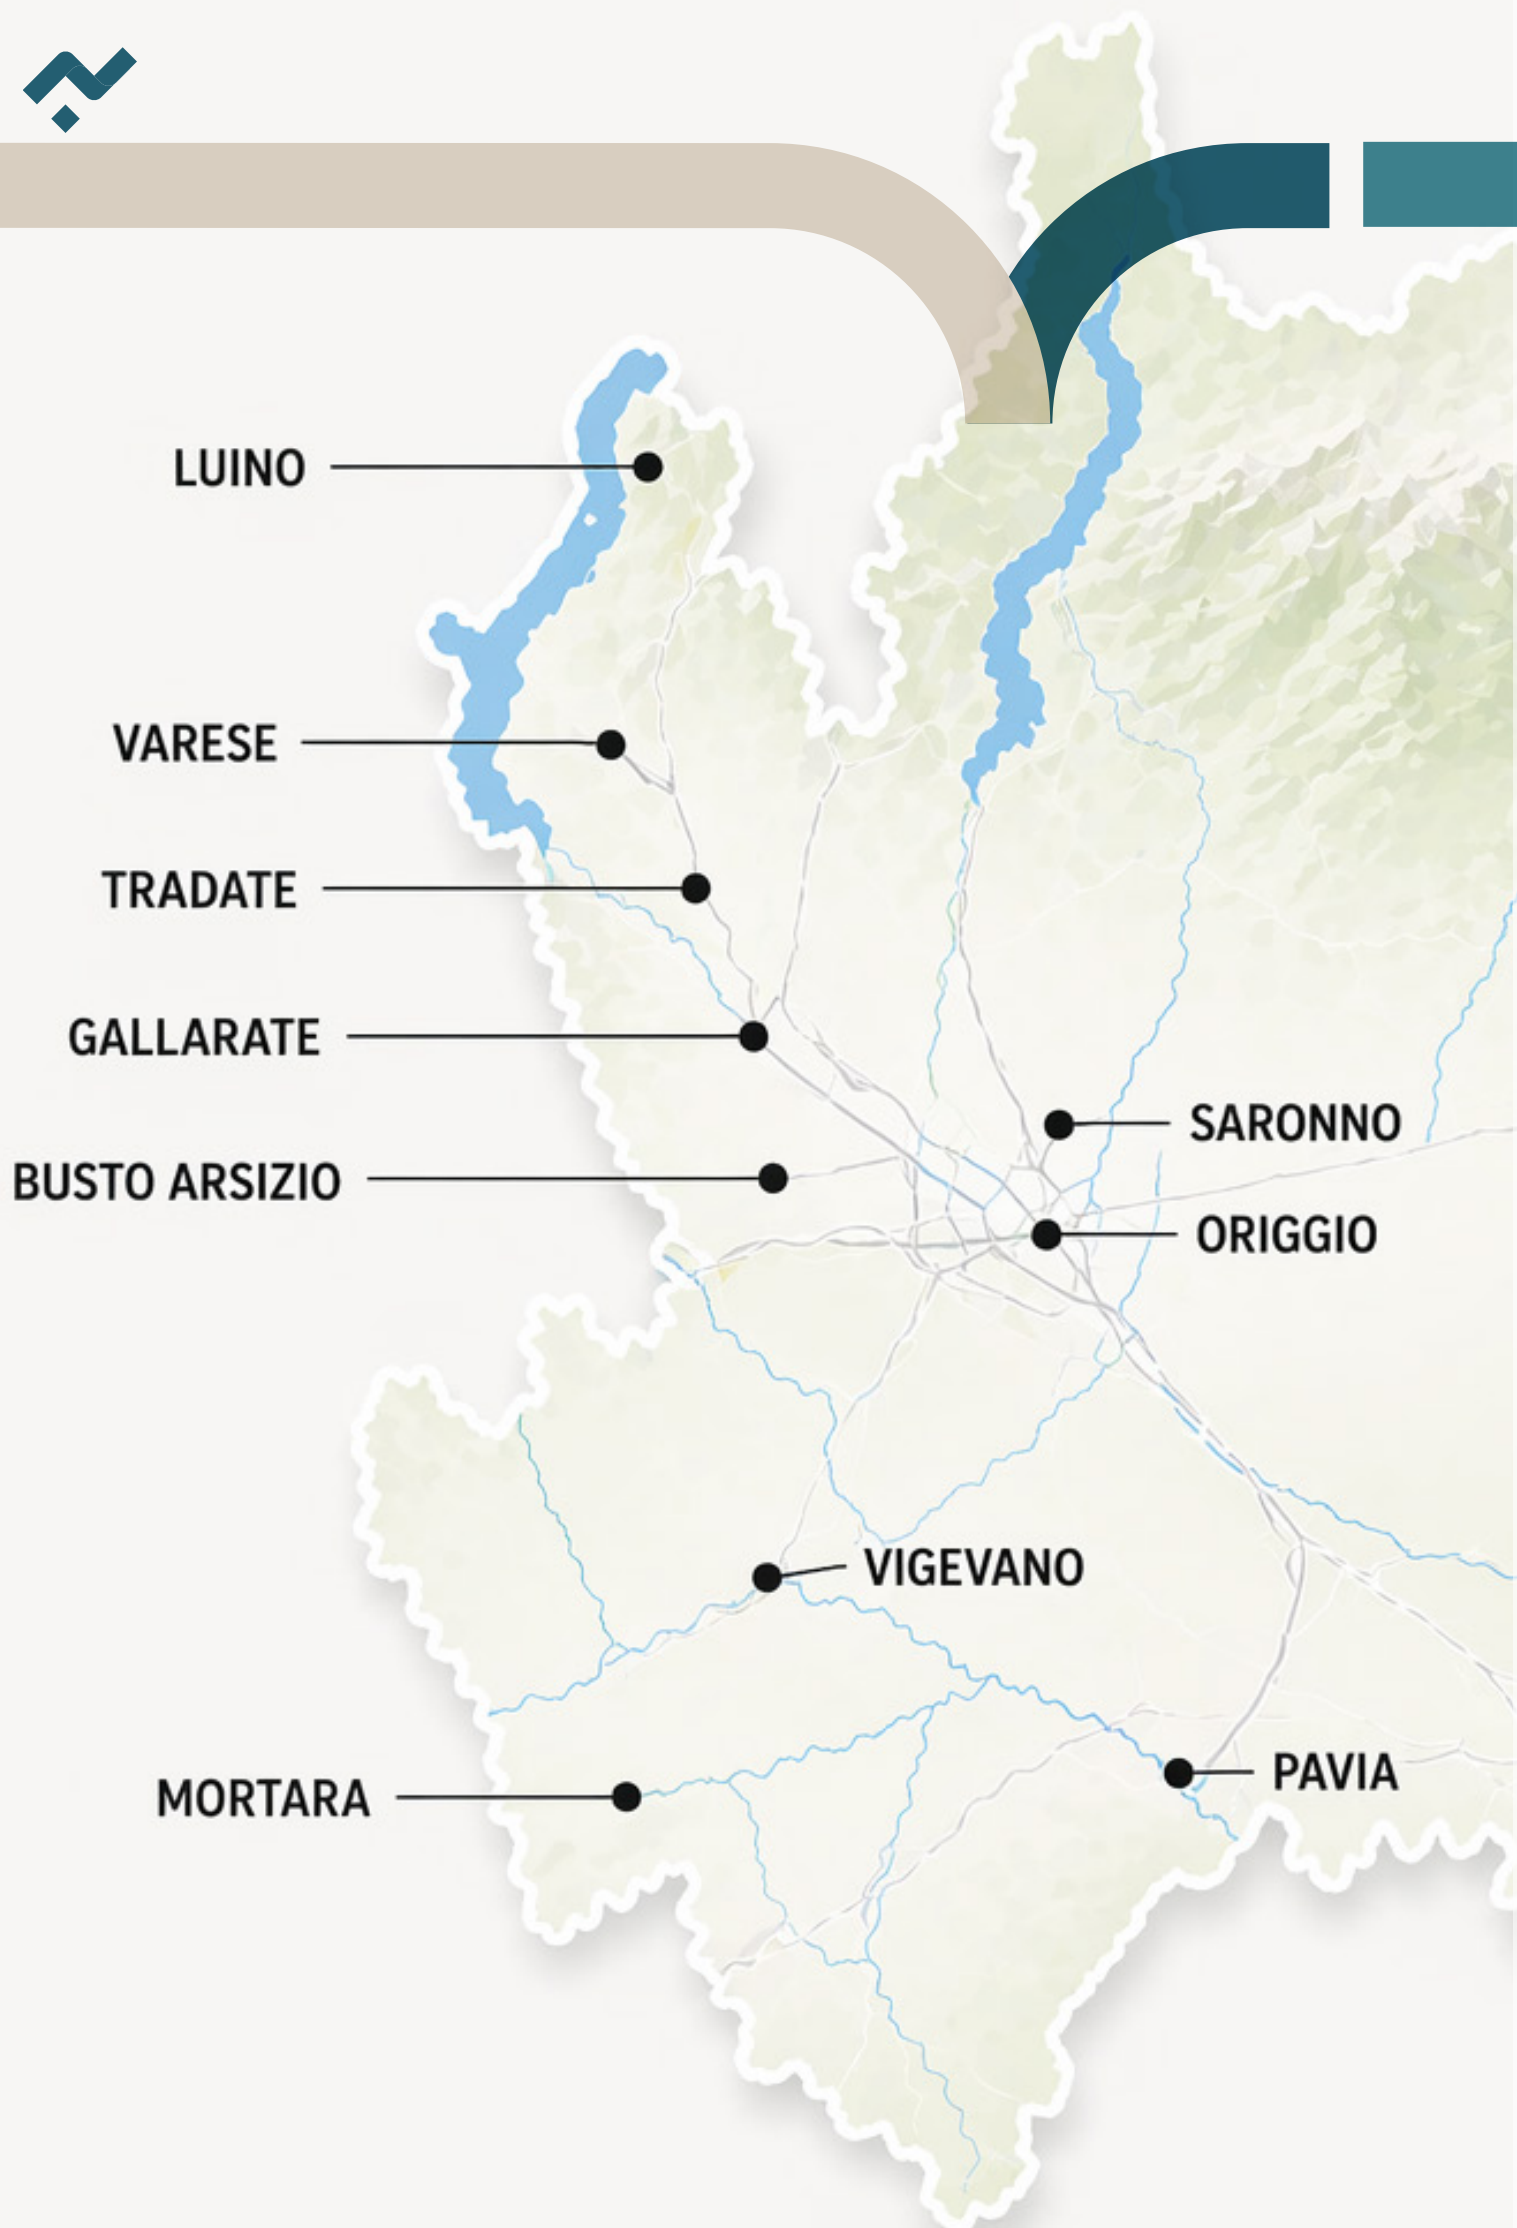 LUINO
VARESE
TRADATE
GALLARATE
SARONNO
BUSTO ARSIZIO
ORIGGIO
VIGEVANO
PAVIA
MORTARA